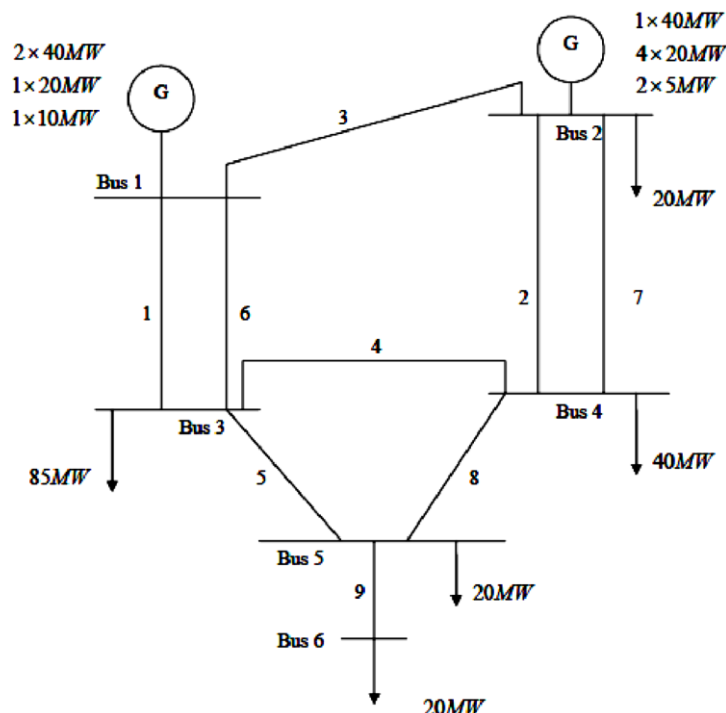 1×40MW
2×40MW
G
4×20MW
1×20MW
G
2×5MW
1×10MW
3
Bus 2
Bus 1
20MW
1
6
2
7
4
Bus 3
Bus 4
85MW
5
8
40MW
Bus 5
9
20MW
Bus 6
20MW